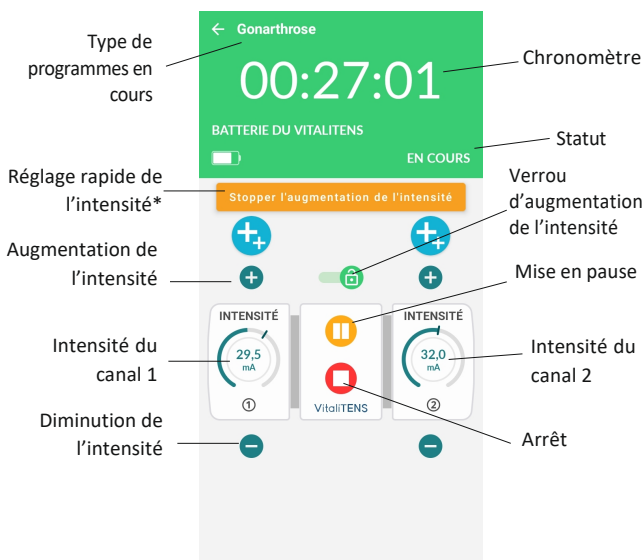 Type de
programmes en
cours
← Gonarthrose
00:27:01
Chronomètre
BATTERIE DU VITALITENS
EN COURS
Statut
Réglage rapide de
l'intensité*
Stopper l'augmentation de l'intensité
Verrou
d'augmentation
de l'intensité
Augmentation de
l'intensité
Mise en pause
INTENSITÉ
29,5
mA
①
INTENSITÉ
32,0
mA
②
Intensité du
canal 1
Intensité du
canal 2
VitaliTENS
Diminution de
l'intensité
Arrêt